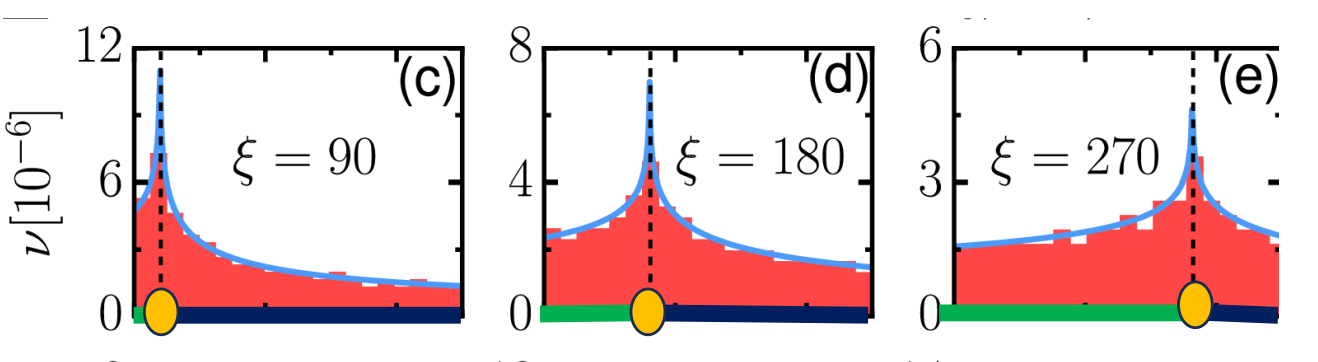 12
6
0
ν[10⁻⁶]
(c)
ξ = 90
8
4
0
(d)
ξ = 180
6
3
0
(e)
ξ = 270